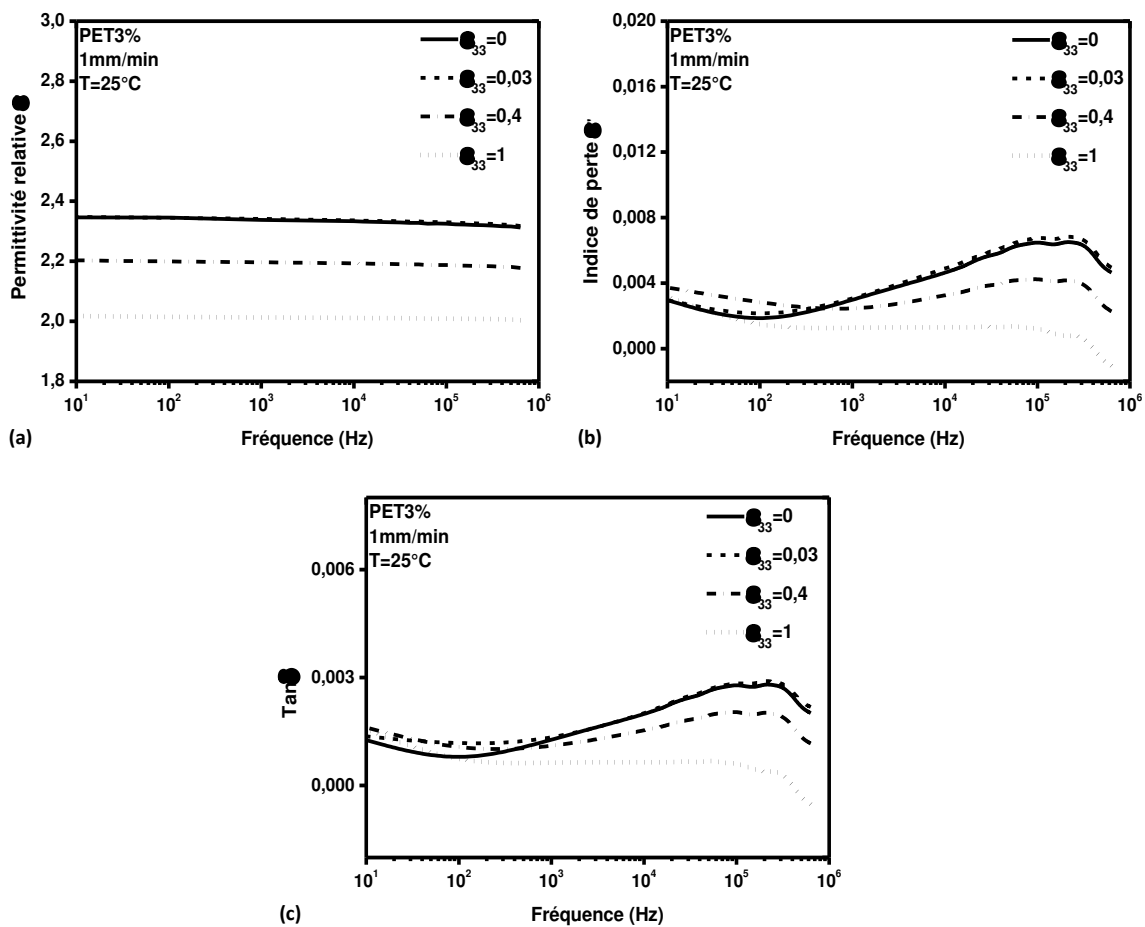 PET3%
1mm/min
T=25°C
33=0
33=0,03
33=0,4
33=1
Permittivité relative
3,0
2,8
2,6
2,4
2,2
2,0
1,8
10¹ 10² 10³ 10⁴ 10⁵ 10⁶
Fréquence (Hz)
(a)
PET3%
1mm/min
T=25°C
33=0
33=0,03
33=0,4
33=1
Indice de perte
0,020
0,016
0,012
0,008
0,004
0,000
10¹ 10² 10³ 10⁴ 10⁵ 10⁶
Fréquence (Hz)
(b)
PET3%
1mm/min
T=25°C
33=0
33=0,03
33=0,4
33=1
Tan
0,006
0,003
0,000
10¹ 10² 10³ 10⁴ 10⁵ 10⁶
Fréquence (Hz)
(c)